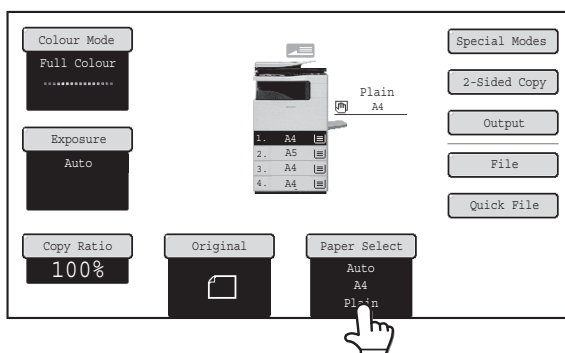 Colour Mode
Full Colour
Exposure
Auto
Copy Ratio
100%
Original
Paper Select
Auto
A4
Plain
Plain
A4
1. A4
2. A5
3. A4
4. A4
Special Modes
2-Sided Copy
Output
File
Quick File